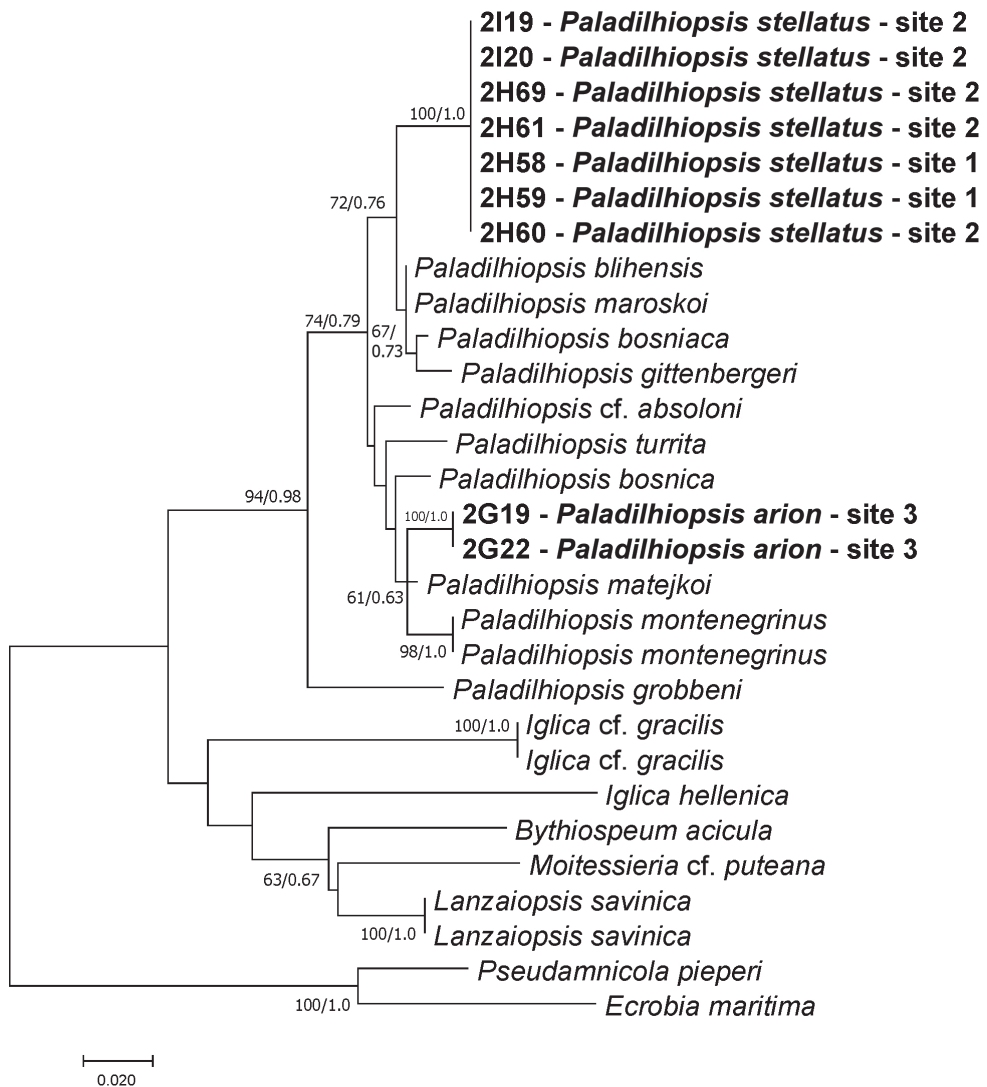 2I19 - Paladilhiopsis stellatus - site 2
2I20 - Paladilhiopsis stellatus - site 2
2H69 - Paladilhiopsis stellatus - site 2
100/1.0
2H61 - Paladilhiopsis stellatus - site 2
2H58 - Paladilhiopsis stellatus - site 1
2H59 - Paladilhiopsis stellatus - site 1
72/0.76
2H60 - Paladilhiopsis stellatus - site 2
Paladilhiopsis blihensis
Paladilhiopsis maroskoi
74/0.79
67/
0.73
Paladilhiopsis bosniaca
Paladilhiopsis gittenbergeri
Paladilhiopsis cf. absoloni
Paladilhiopsis turrita
Paladilhiopsis bosnica
94/0.98
100/1.0
2G19 - Paladilhiopsis arion - site 3
2G22 - Paladilhiopsis arion - site 3
Paladilhiopsis matejkoi
61/0.63
Paladilhiopsis montenegrinus
Paladilhiopsis montenegrinus
98/1.0
Paladilhiopsis grobbeni
100/1.0
Iglica cf. gracilis
Iglica cf. gracilis
Iglica hellenica
Bythiospeum acicula
Moitessieria cf. puteana
63/0.67
Lanzaiopsis savinica
Lanzaiopsis savinica
100/1.0
Pseudamnicola pieperi
Ecrobia maritima
100/1.0
0.020